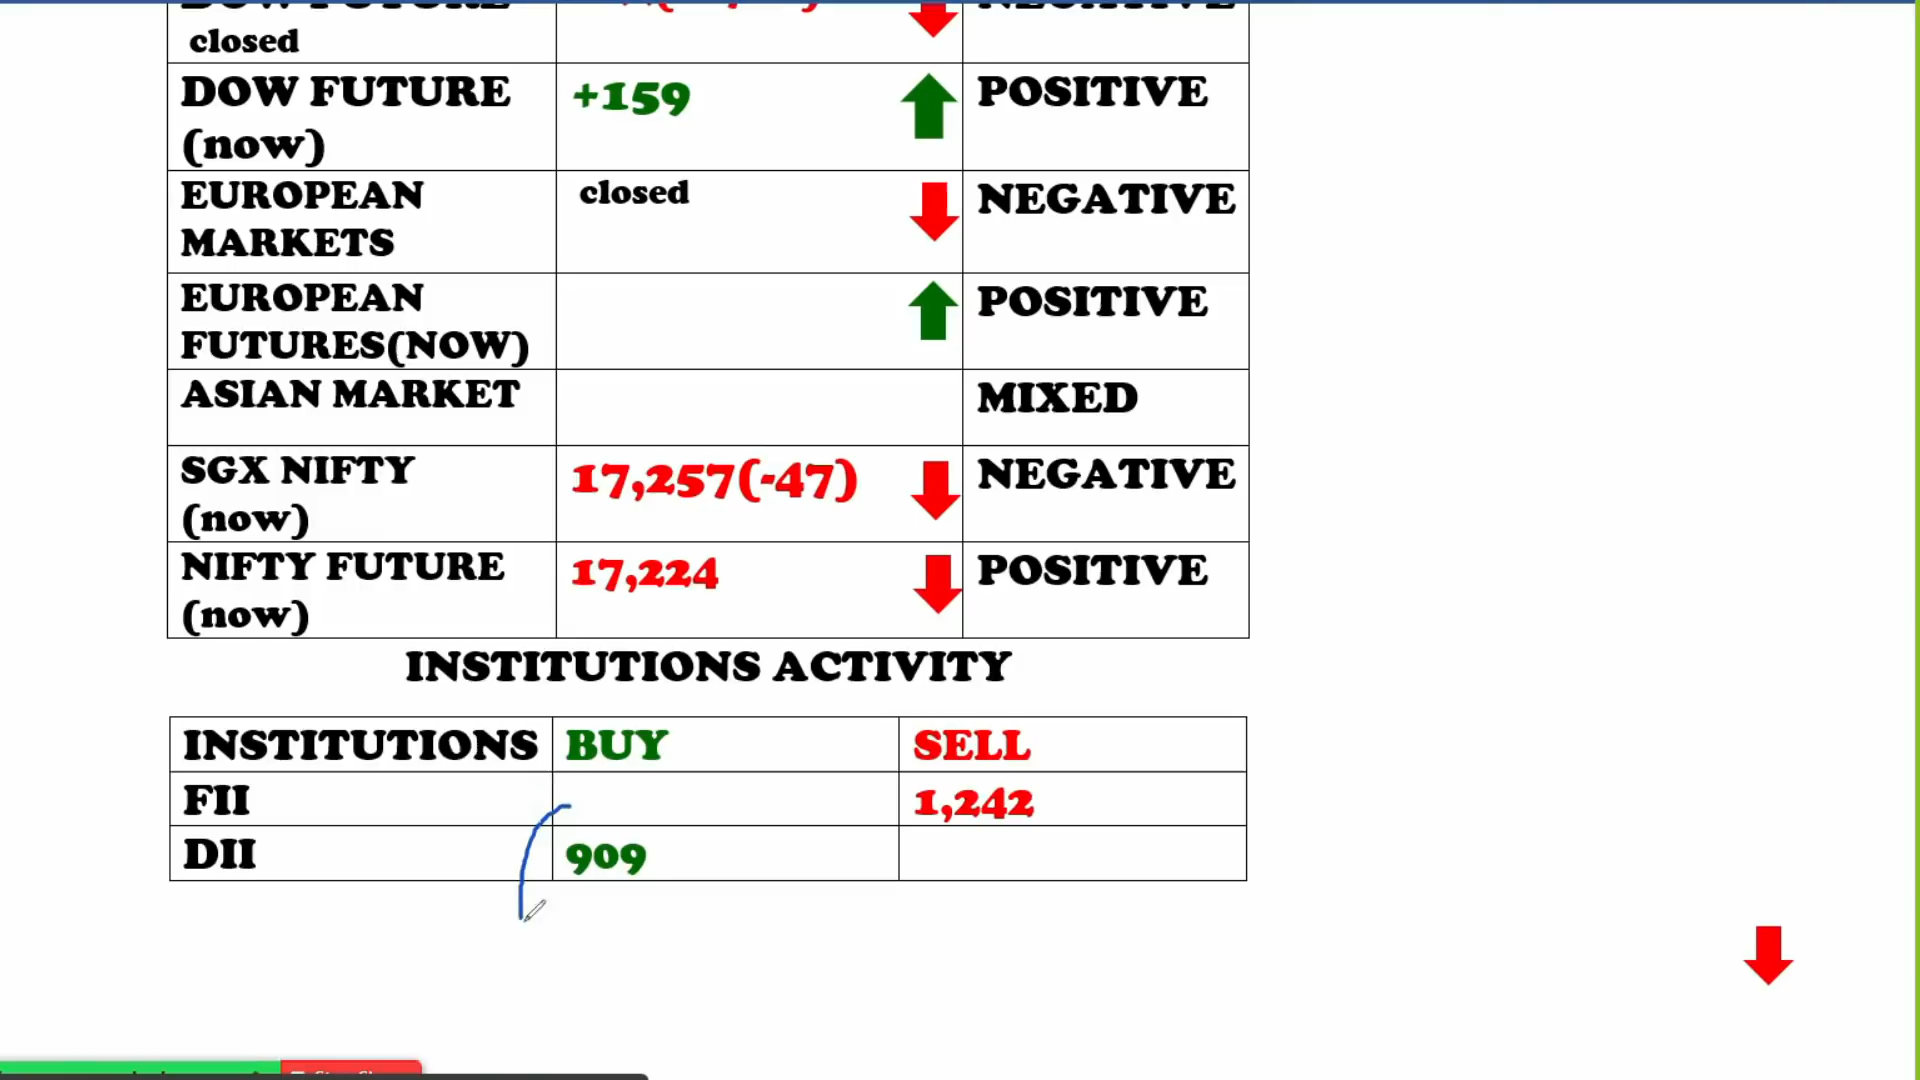 closed
DOW FUTURE +159 POSITIVE
(now)
EUROPEAN closed NEGATIVE
MARKETS
EUROPEAN POSITIVE
FUTURES(NOW)
ASIAN MARKET MIXED
SGX NIFTY 17,257(-47) NEGATIVE
(now)
NIFTY FUTURE 17,224 POSITIVE
(now)
INSTITUTIONS ACTIVITY
INSTITUTIONS BUY SELL
FII 1,242
DII 909